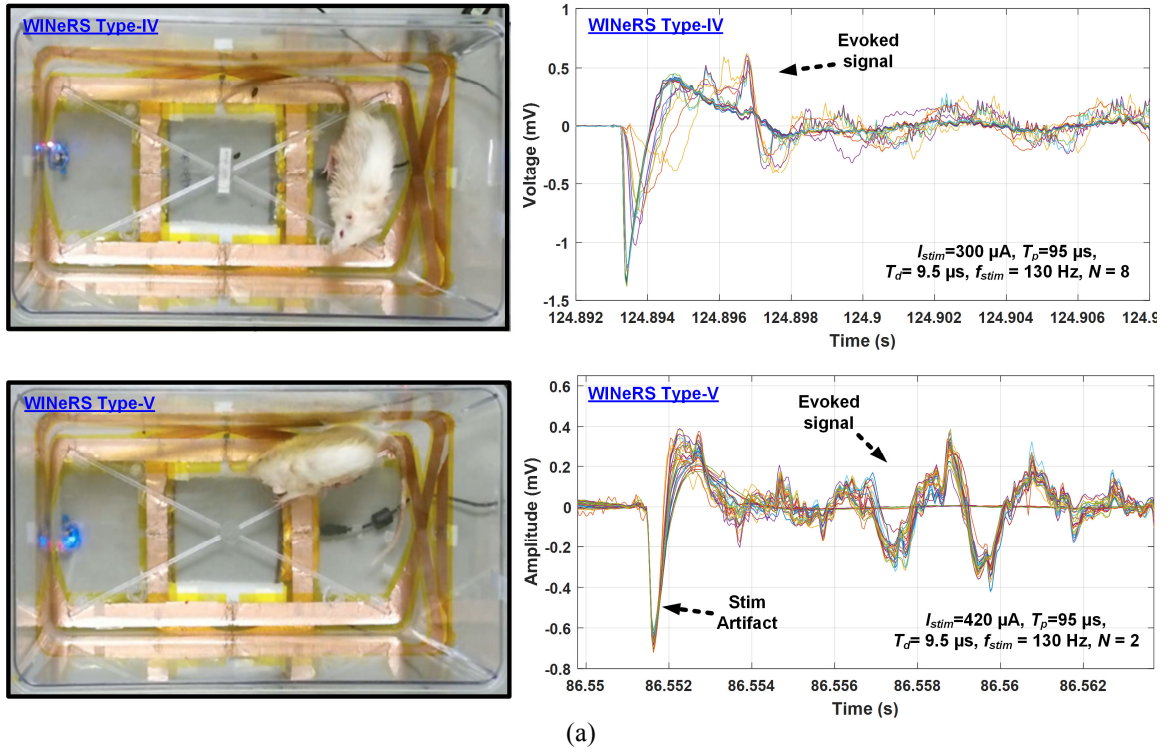 WINeRS Type-IV
WINeRS Type-IV
Evoked
signal
Voltage (mV)
1
0.5
0
-0.5
-1
-1.5
I_stim=300 µA, T_p=95 µs,
T_d= 9.5 µs, f_stim = 130 Hz, N = 8
124.892 124.894 124.896 124.898 124.9 124.902 124.904 124.906 124.9
Time (s)
WINeRS Type-V
WINeRS Type-V
Evoked
signal
Amplitude (mV)
0.6
0.4
0.2
0
-0.2
-0.4
-0.6
-0.8
Stim
Artifact
I_stim=420 µA, T_p=95 µs,
T_d= 9.5 µs, f_stim = 130 Hz, N = 2
86.55 86.552 86.554 86.556 86.558 86.56 86.562
Time (s)
(a)